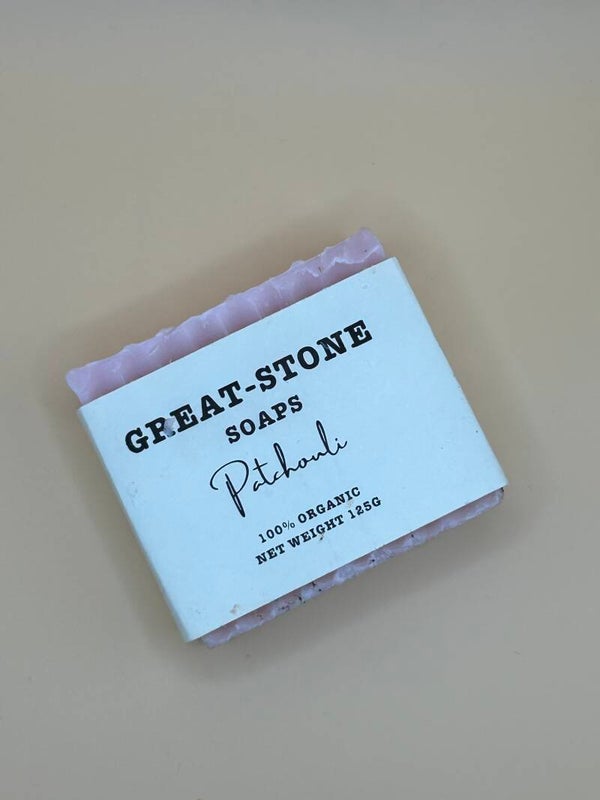 GREAT-STONE
SOAPS
Patchouli
100% ORGANIC
NET WEIGHT 125G